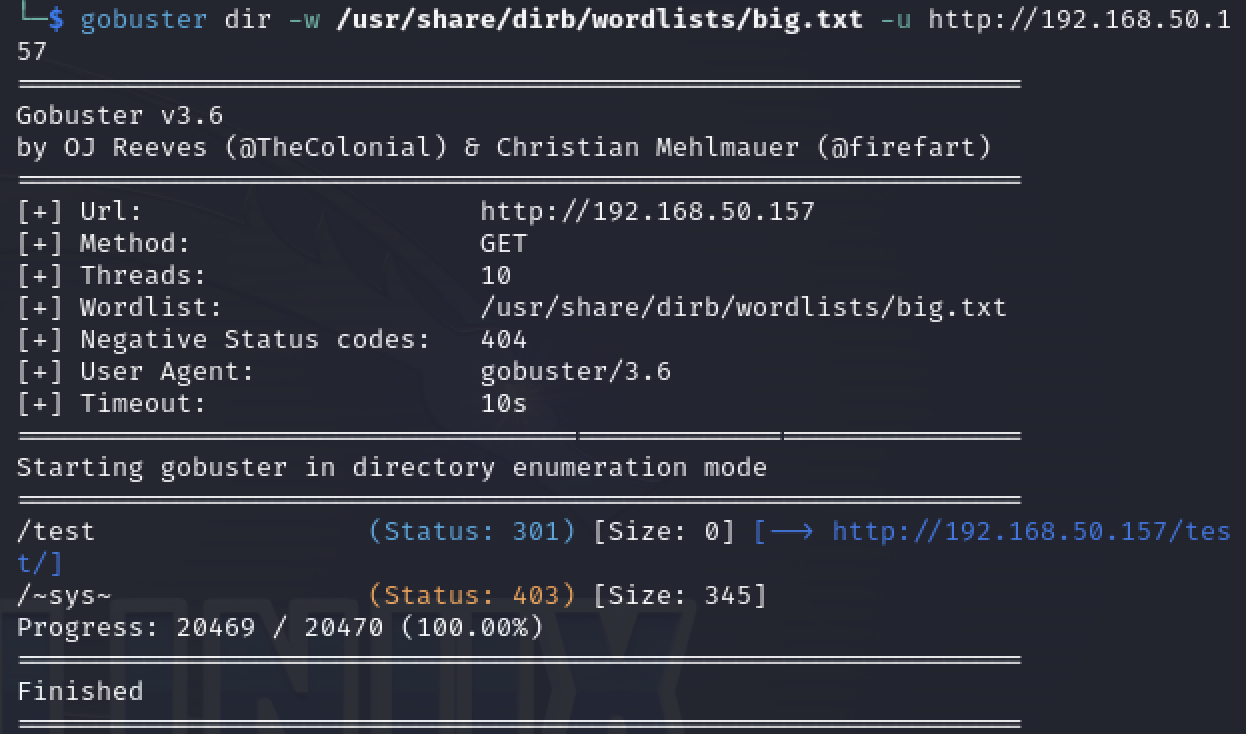 └─$ gobuster dir -w /usr/share/dirb/wordlists/big.txt -u http://192.168.50.1
57
===============================================================
Gobuster v3.6
by OJ Reeves (@TheColonial) & Christian Mehlmauer (@firefart)
===============================================================
[+] Url:                     http://192.168.50.157
[+] Method:                  GET
[+] Threads:                 10
[+] Wordlist:                /usr/share/dirb/wordlists/big.txt
[+] Negative Status codes:   404
[+] User Agent:              gobuster/3.6
[+] Timeout:                 10s
===============================================================
Starting gobuster in directory enumeration mode
===============================================================
/test                 (Status: 301) [Size: 0] [--> http://192.168.50.157/tes
t/]
/~sys~                (Status: 403) [Size: 345]
Progress: 20469 / 20470 (100.00%)
===============================================================
Finished
===============================================================